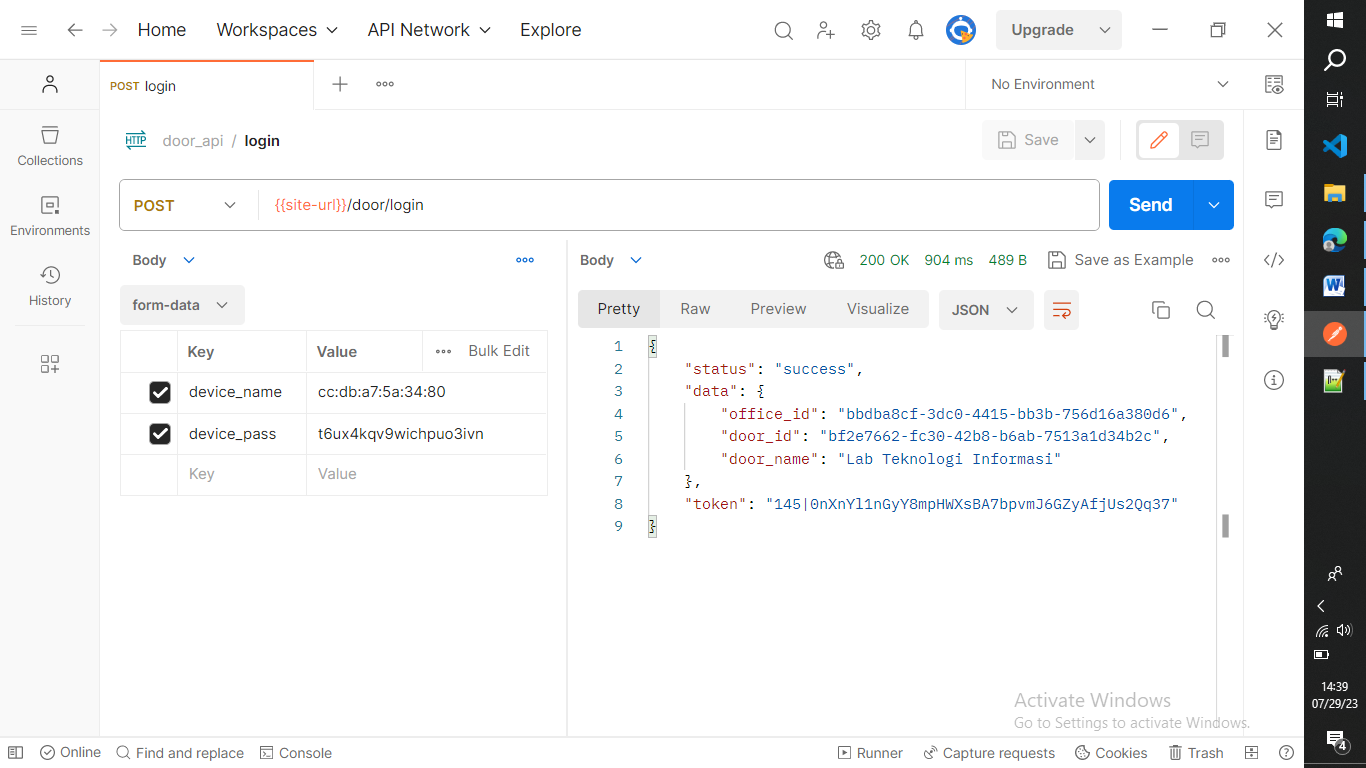 Home Workspaces API Network Explore Upgrade
POST login No Environment
door_api / login Save
POST {{site-url}}/door/login Send
Collections
Environments
History
Body
form-data
Key Value Bulk Edit
device_name cc:db:a7:5a:34:80
device_pass t6ux4kqv9wichpuo3ivn
Key Value
Body 200 OK 904 ms 489 B Save as Example
Pretty Raw Preview Visualize JSON
1 {
2 "status": "success",
3 "data": {
4 "office_id": "bbdba8cf-3dc0-4415-bb3b-756d16a380d6",
5 "door_id": "bf2e7662-fc30-42b8-b6ab-7513a1d34b2c",
6 "door_name": "Lab Teknologi Informasi"
7 },
8 "token": "145|0nXnYl1nGyY8mpHWXsBA7bpvmJ6GZyAfjUs2Qq37"
9 }
Activate Windows
Go to Settings to activate Windows.
Online Find and replace Console Runner Capture requests Cookies Trash
14:39
07/29/23
4